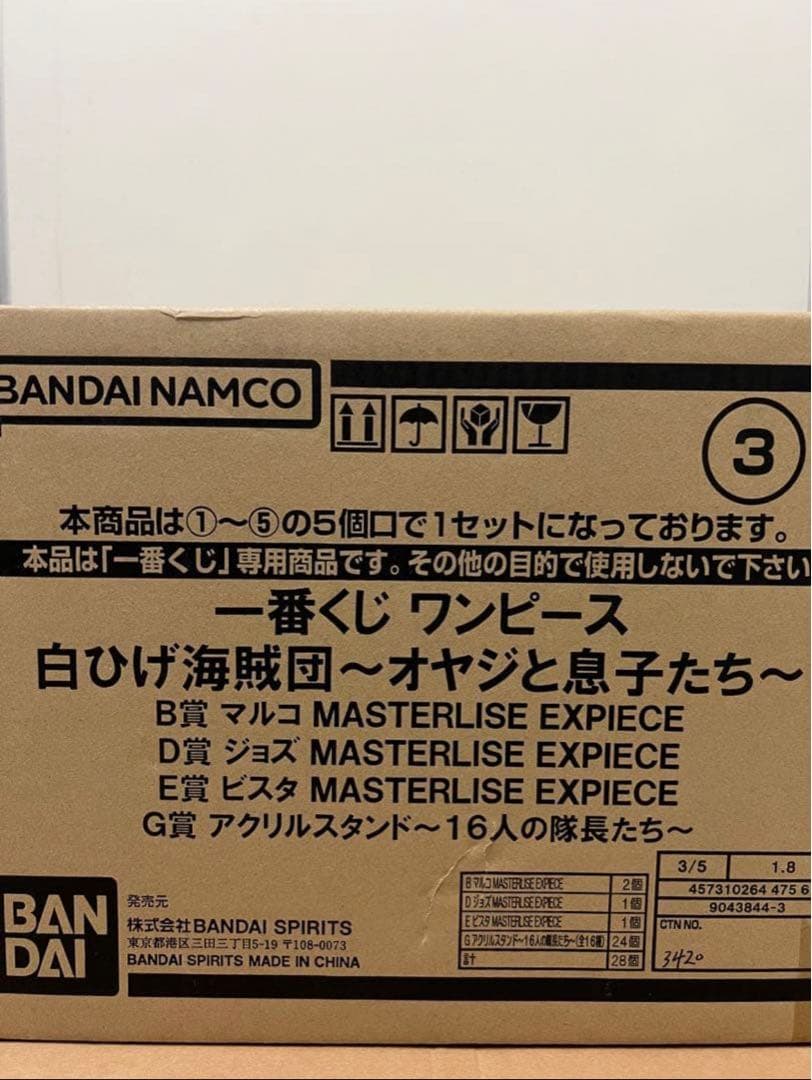 BANDAI NAMCO
3
本商品は①～⑤の5個口で1セットになっております。
本品は「一番くじ」専用商品です。その他の目的で使用しないで下さい
一番くじ ワンピース
白ひげ海賊団～オヤジと息子たち～
B賞 マルコ MASTERLISE EXPIECE
D賞 ジョズ MASTERLISE EXPIECE
E賞 ビスタ MASTERLISE EXPIECE
G賞 アクリルスタンド～16人の隊長たち～
BAN
DAI
発売元
株式会社BANDAI SPIRITS
東京都港区三田三丁目5-19 〒108-0073
BANDAI SPIRITS MADE IN CHINA
B マルコ MASTERLISE EXPIECE 2個
D ジョズ MASTERLISE EXPIECE 1個
E ビスタ MASTERLISE EXPIECE 1個
G アクリルスタンド～16人の隊長たち～(全16種) 24個
計 28個
3/5 1.8
457310264 475 6
9043844-3
CTN NO.
3420